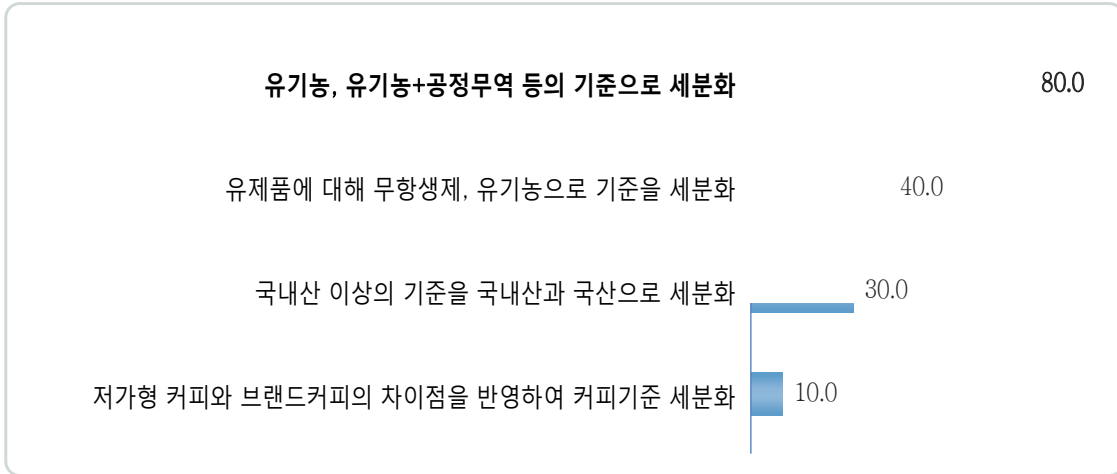 유기농, 유기농+공정무역 등의 기준으로 세분화 80.0
유제품에 대해 무항생제, 유기농으로 기준을 세분화 40.0
국내산 이상의 기준을 국내산과 국산으로 세분화 30.0
저가형 커피와 브랜드커피의 차이점을 반영하여 커피기준 세분화 10.0